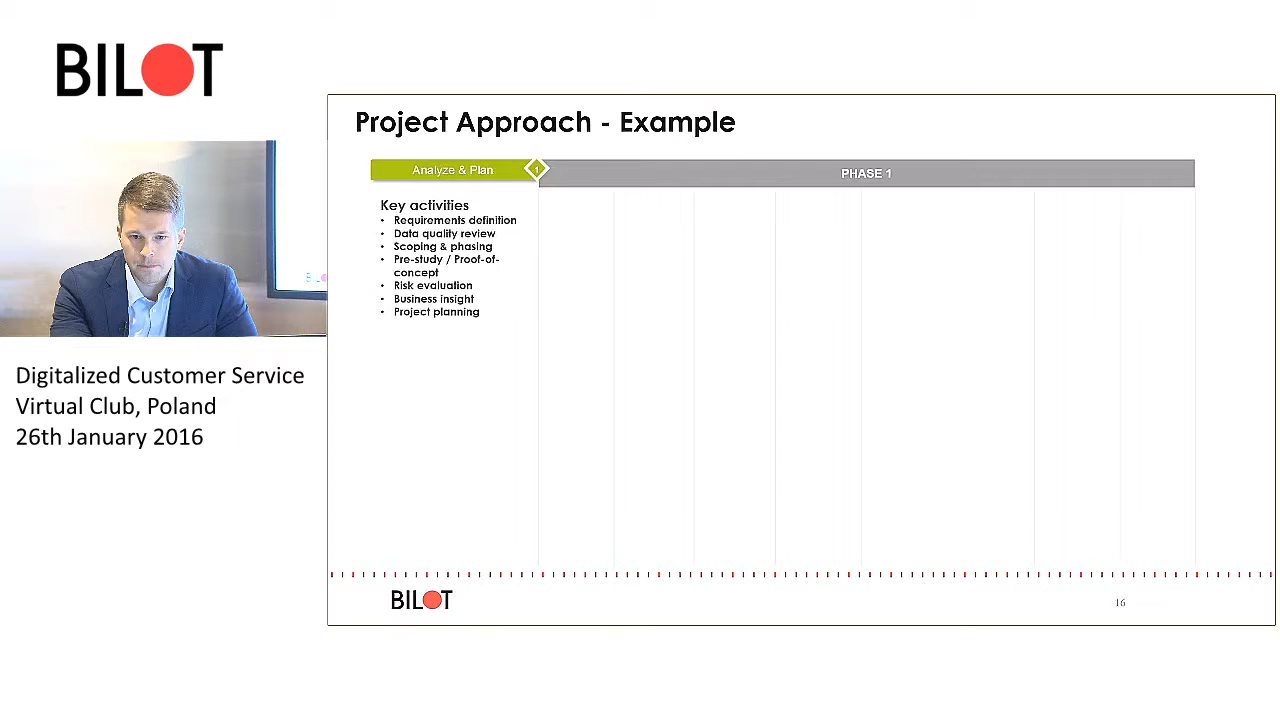 BILOT
Project Approach - Example
Analyze & Plan
1
PHASE 1
Key activities
• Requirements definition
• Data quality review
• Scoping & phasing
• Pre-study / Proof-of-
concept
• Risk evaluation
• Business insight
• Project planning
Digitalized Customer Service
Virtual Club, Poland
26th January 2016
BILOT
16